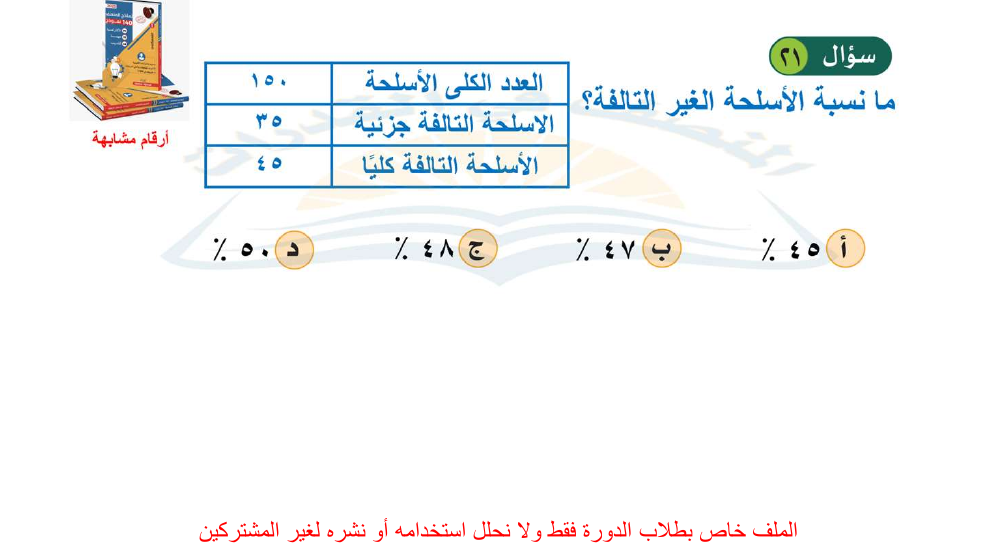 سؤال ٢١
ما نسبة الأسلحة الغير التالفة؟
العدد الكلى الأسلحة ١٥٠
الاسلحة التالفة جزئية ٣٥
الأسلحة التالفة كليًا ٤٥
أرقام مشابهة
أ ٤٥ ٪ ب ٤٧ ٪ ج ٤٨ ٪ د ٥٠ ٪
الملف خاص بطلاب الدورة فقط ولا نحلل استخدامه أو نشره لغير المشتركين